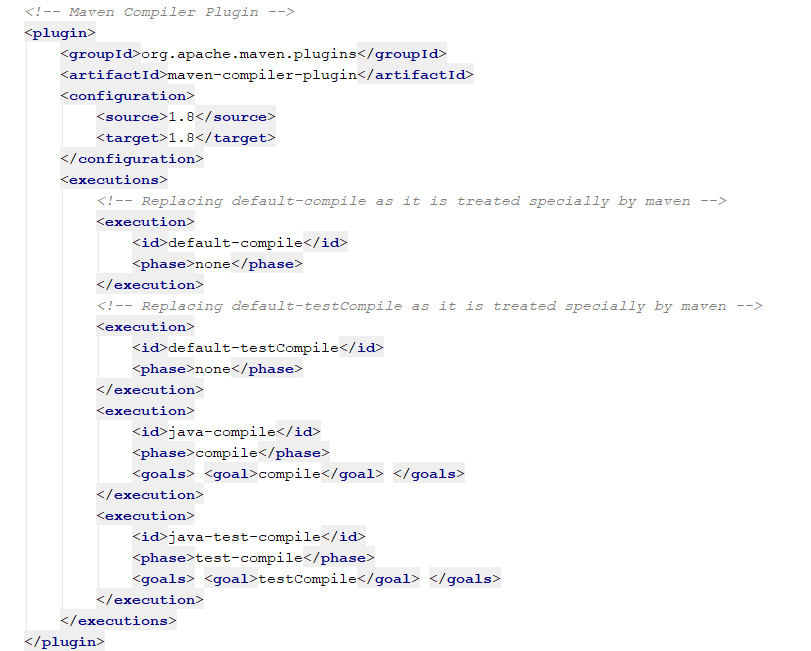 <!-- Maven Compiler Plugin -->
<plugin>
<groupId>org.apache.maven.plugins</groupId>
<artifactId>maven-compiler-plugin</artifactId>
<configuration>
<source>1.8</source>
<target>1.8</target>
</configuration>
<executions>
<!-- Replacing default-compile as it is treated specially by maven -->
<execution>
<id>default-compile</id>
<phase>none</phase>
</execution>
<!-- Replacing default-testCompile as it is treated specially by maven -->
<execution>
<id>default-testCompile</id>
<phase>none</phase>
</execution>
<execution>
<id>java-compile</id>
<phase>compile</phase>
<goals> <goal>compile</goal> </goals>
</execution>
<execution>
<id>java-test-compile</id>
<phase>test-compile</phase>
<goals> <goal>testCompile</goal> </goals>
</execution>
</executions>
</plugin>